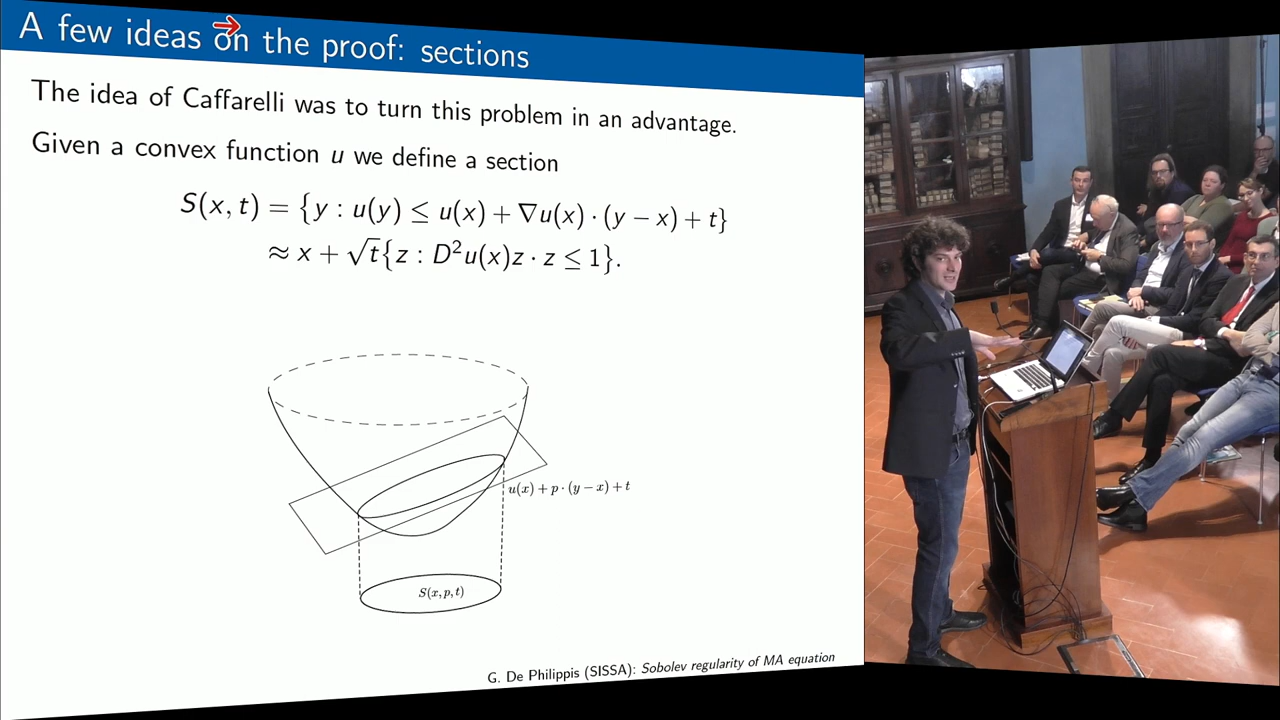 A few ideas on the proof: sections
The idea of Caffarelli was to turn this problem in an advantage.
Given a convex function u we define a section
S(x, t) = {y : u(y) ≤ u(x) + ∇u(x) · (y − x) + t}
≈ x + √t{z : D²u(x)z · z ≤ 1}.
u(x) + p · (y − x) + t
S(x, p, t)
G. De Philippis (SISSA): Sobolev regularity of MA equation